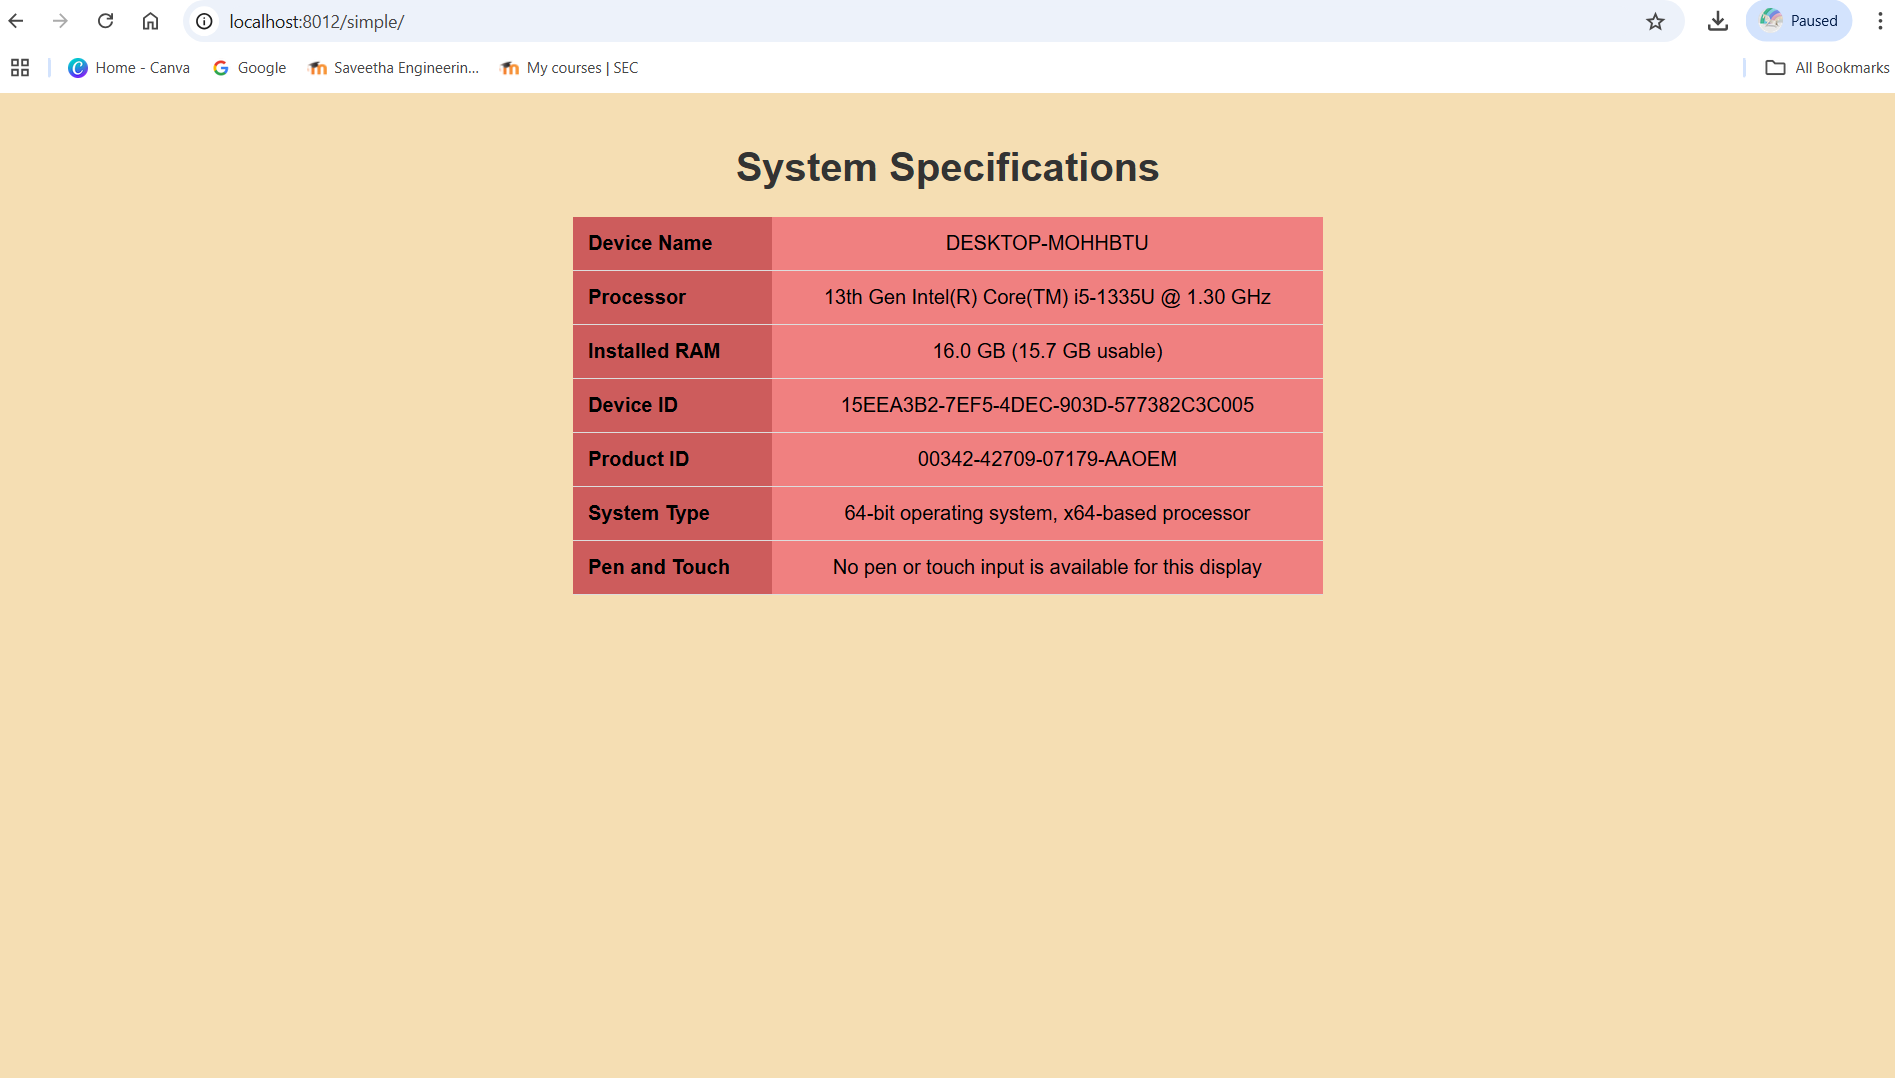 localhost:8012/simple/
Paused
Home - Canva
Google
Saveetha Engineerin...
My courses | SEC
All Bookmarks
System Specifications
Device Name DESKTOP-MOHHBTU
Processor 13th Gen Intel(R) Core(TM) i5-1335U @ 1.30 GHz
Installed RAM 16.0 GB (15.7 GB usable)
Device ID 15EEA3B2-7EF5-4DEC-903D-577382C3C005
Product ID 00342-42709-07179-AAOEM
System Type 64-bit operating system, x64-based processor
Pen and Touch No pen or touch input is available for this display